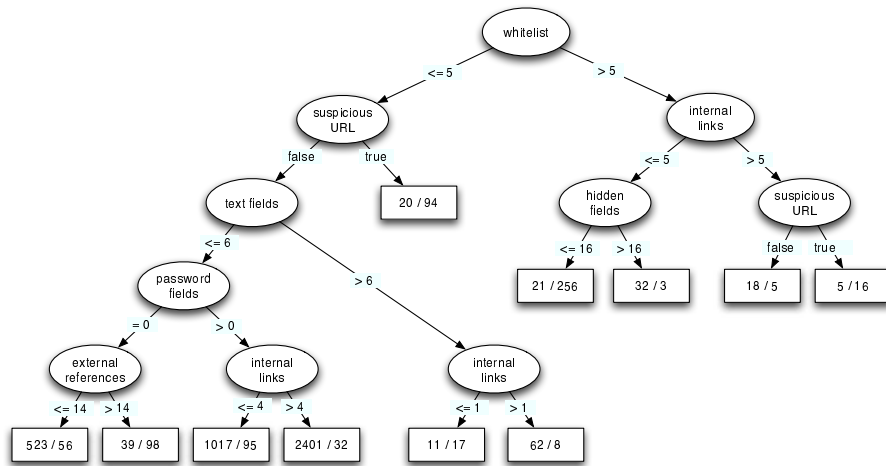 whitelist
<= 5
> 5
suspicious
URL
internal
links
false
true
<= 5
> 5
text fields
20 / 94
hidden
fields
suspicious
URL
<= 6
> 6
<= 16
> 16
false
true
password
fields
21 / 256
32 / 3
18 / 5
5 / 16
= 0
> 0
external
references
internal
links
internal
links
<= 14
> 14
<= 4
> 4
<= 1
> 1
523 / 56
39 / 98
1017 / 95
2401 / 32
11 / 17
62 / 8